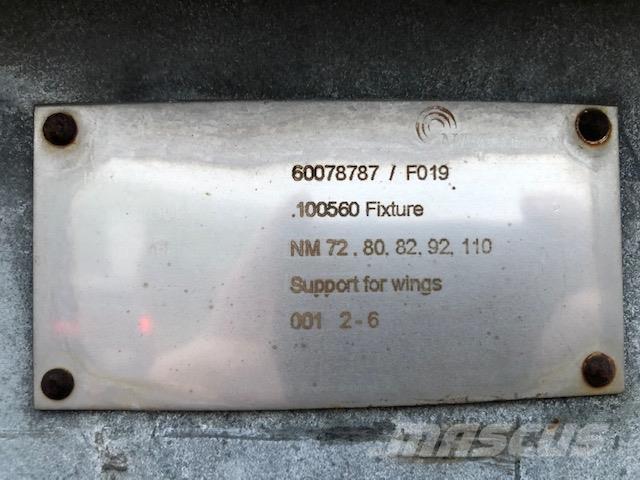 60078787 / F019
.100560 Fixture
NM 72, 80, 82, 92, 110
Support for wings
001 2-6
MASCUS